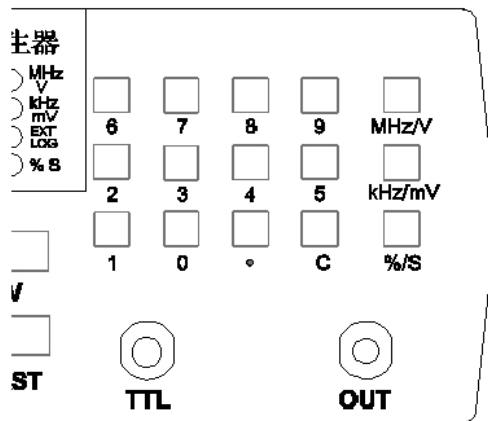 生器
MHz
V
kHz
mV
EXT
LOG
% S
6 7 8 9 MHz/V
2 3 4 5 kHz/mV
1 0 • C %/S
V
ST
TTL OUT